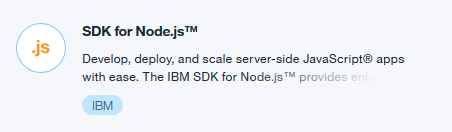 .js
SDK for Node.js™
Develop, deploy, and scale server-side JavaScript® apps
with ease. The IBM SDK for Node.js™ provides
IBM